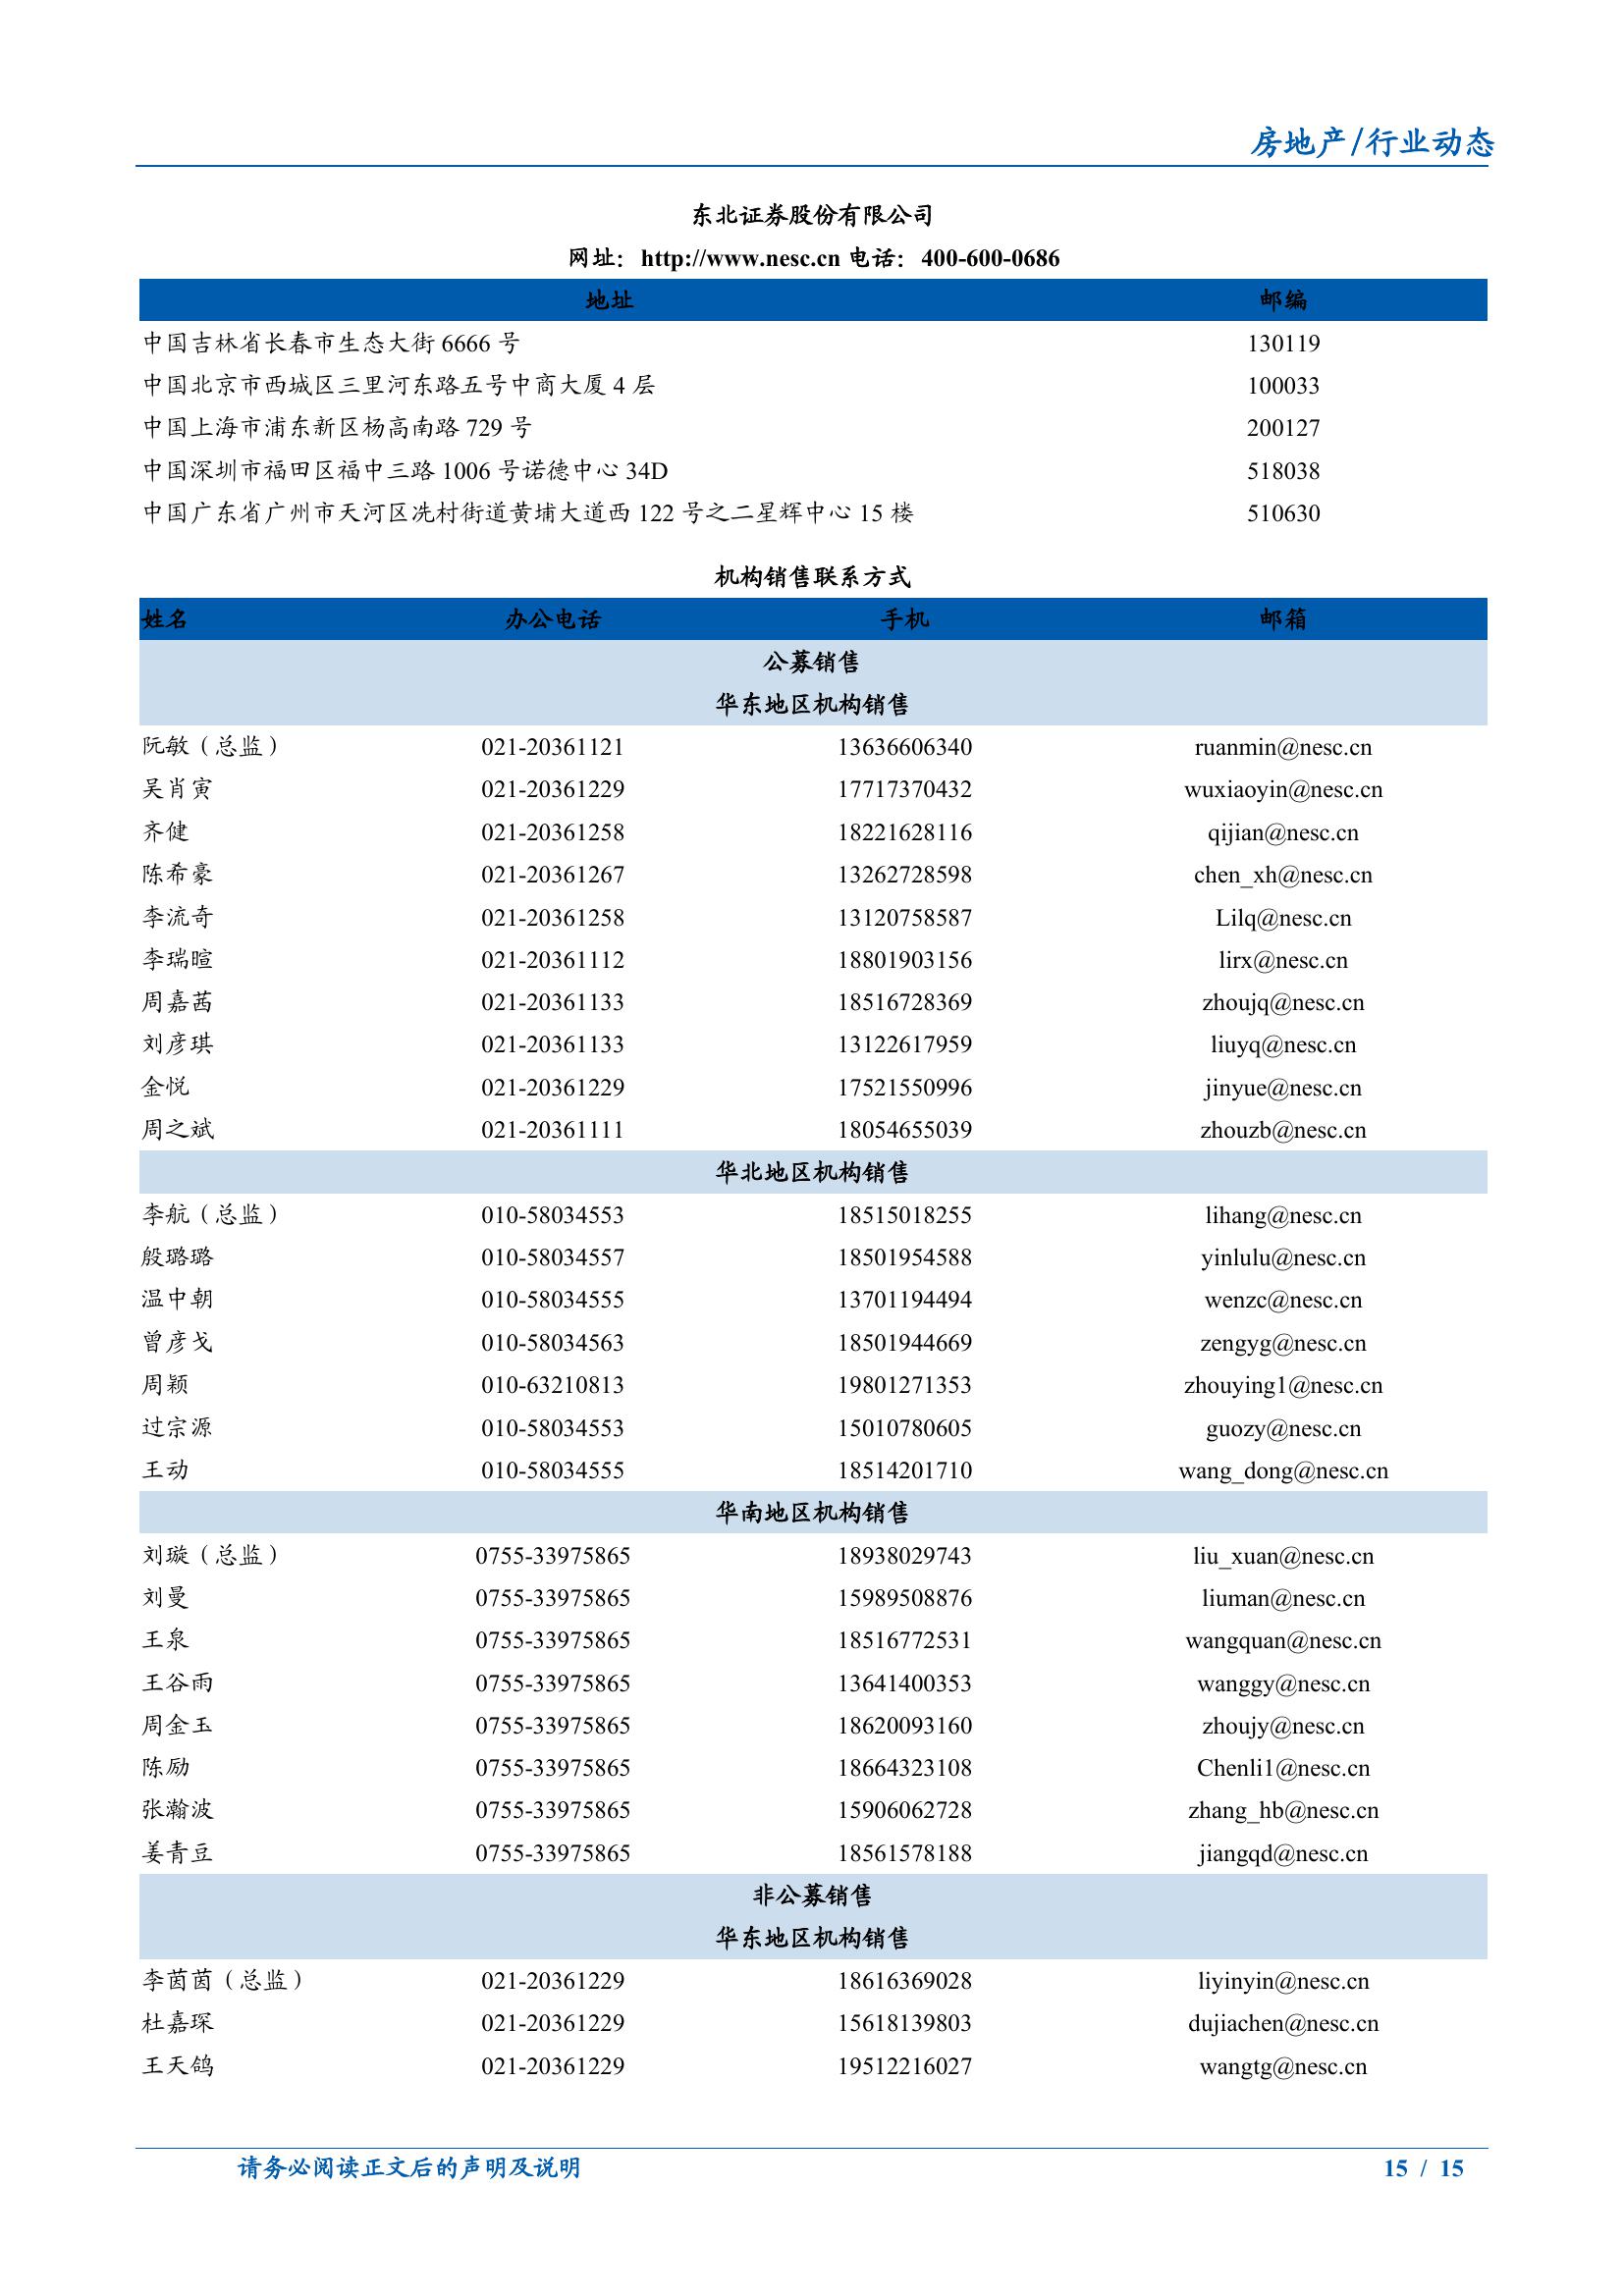 房地产/行业动态
东北证券股份有限公司
网址：http://www.nesc.cn 电话：400-600-0686
地址 邮编
中国吉林省长春市生态大街 6666 号 130119
中国北京市西城区三里河东路五号中商大厦 4 层 100033
中国上海市浦东新区杨高南路 729 号 200127
中国深圳市福田区福中三路 1006 号诺德中心 34D 518038
中国广东省广州市天河区冼村街道黄埔大道西 122 号之二星辉中心 15 楼 510630
机构销售联系方式
姓名 办公电话 手机 邮箱
公募销售
华东地区机构销售
阮敏（总监） 021-20361121 13636606340 ruanmin@nesc.cn
吴肖寅 021-20361229 17717370432 wuxiaoyin@nesc.cn
齐健 021-20361258 18221628116 qijian@nesc.cn
陈希豪 021-20361267 13262728598 chen_xh@nesc.cn
李流奇 021-20361258 13120758587 Lilq@nesc.cn
李瑞暄 021-20361112 18801903156 lirx@nesc.cn
周嘉茜 021-20361133 18516728369 zhoujq@nesc.cn
刘彦琪 021-20361133 13122617959 liuyq@nesc.cn
金悦 021-20361229 17521550996 jinyue@nesc.cn
周之斌 021-20361111 18054655039 zhouzb@nesc.cn
华北地区机构销售
李航（总监） 010-58034553 18515018255 lihang@nesc.cn
殷璐璐 010-58034557 18501954588 yinlulu@nesc.cn
温中朝 010-58034555 13701194494 wenzc@nesc.cn
曾彦戈 010-58034563 18501944669 zengyg@nesc.cn
周颖 010-63210813 19801271353 zhouying1@nesc.cn
过宗源 010-58034553 15010780605 guozy@nesc.cn
王动 010-58034555 18514201710 wang_dong@nesc.cn
华南地区机构销售
刘璇（总监） 0755-33975865 18938029743 liu_xuan@nesc.cn
刘曼 0755-33975865 15989508876 liuman@nesc.cn
王泉 0755-33975865 18516772531 wangquan@nesc.cn
王谷雨 0755-33975865 13641400353 wanggy@nesc.cn
周金玉 0755-33975865 18620093160 zhoujy@nesc.cn
陈励 0755-33975865 18664323108 Chenli1@nesc.cn
张瀚波 0755-33975865 15906062728 zhang_hb@nesc.cn
姜青豆 0755-33975865 18561578188 jiangqd@nesc.cn
非公募销售
华东地区机构销售
李茵茵（总监） 021-20361229 18616369028 liyinyin@nesc.cn
杜嘉琛 021-20361229 15618139803 dujiachen@nesc.cn
王天鸽 021-20361229 19512216027 wangtg@nesc.cn
请务必阅读正文后的声明及说明 15 / 15